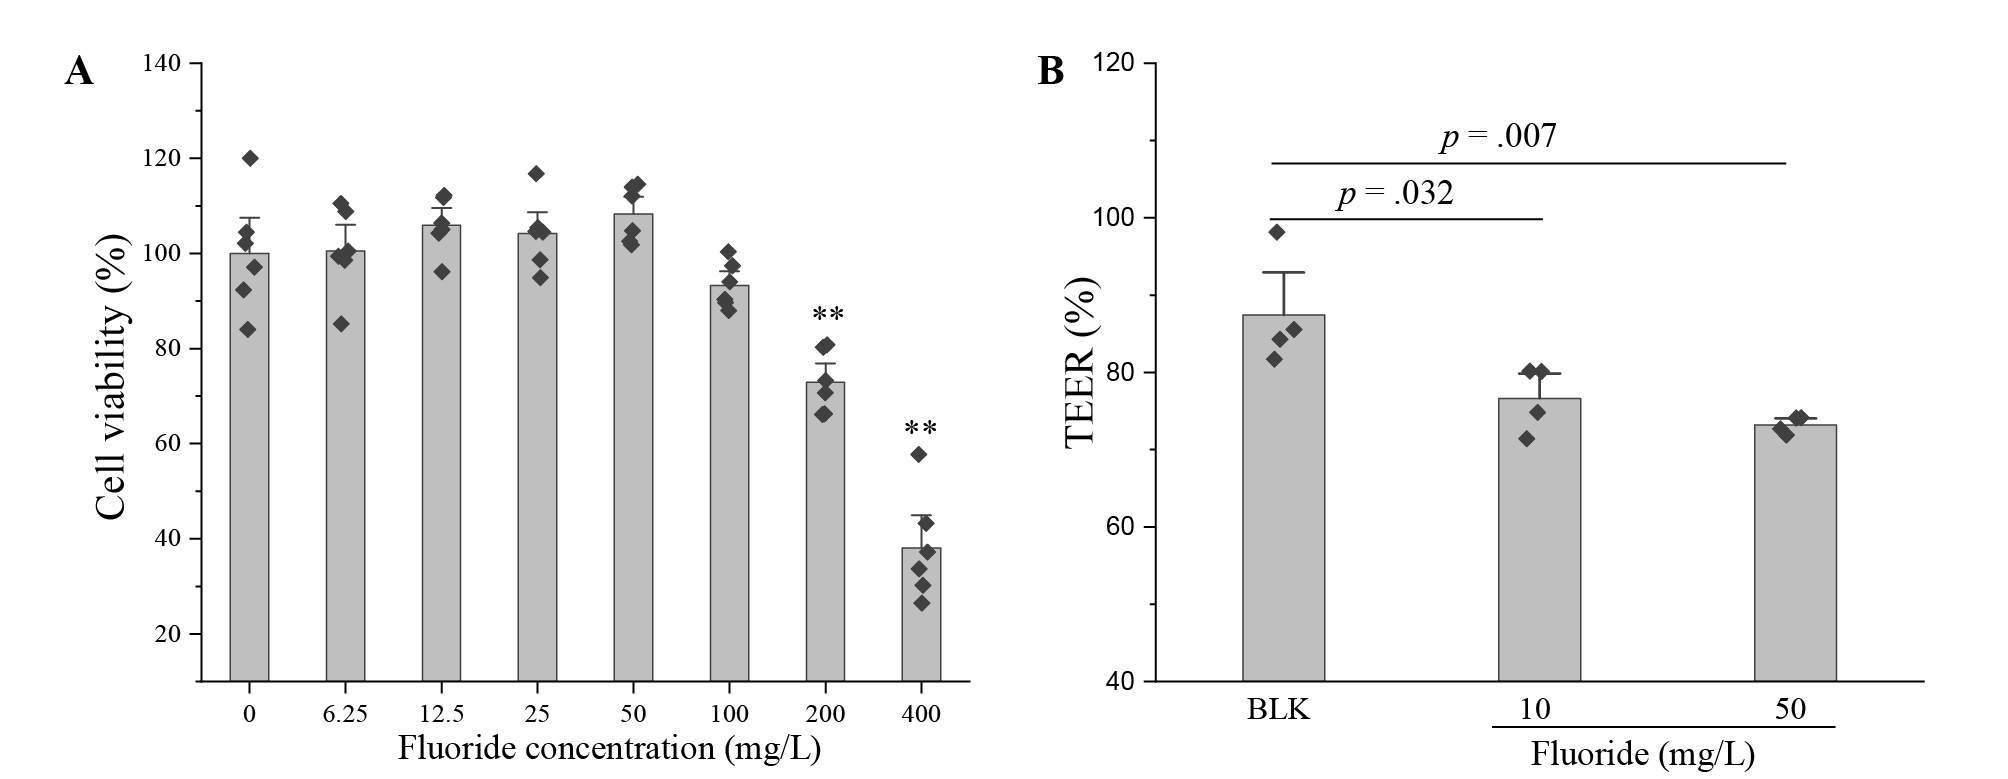 A
Cell viability (%)
140
120
100
80
60
40
20
**
**
0 6.25 12.5 25 50 100 200 400
Fluoride concentration (mg/L)
B
TEER (%)
120
100
80
60
40
p = .007
p = .032
BLK 10 50
Fluoride (mg/L)